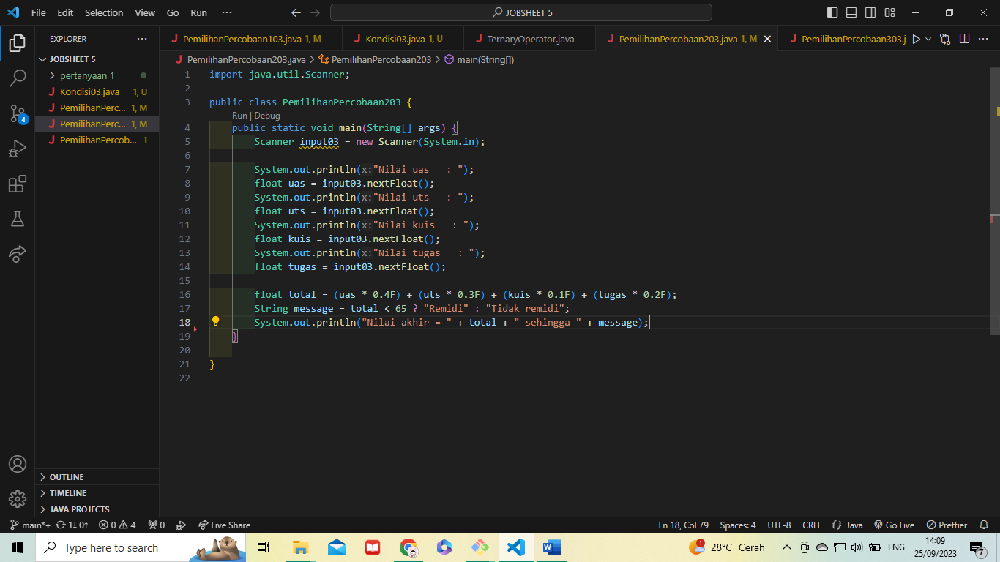 File Edit Selection View Go Run ··· JOBSHEET 5
EXPLORER ···
JOBSHEET 5
pertanyaan 1
Kondisi03.java 1, U
PemilihanPerc... 1, M
PemilihanPerc... 1, M
PemilihanPercob... 1
OUTLINE
TIMELINE
JAVA PROJECTS
PemilihanPercobaan103.java 1, M Kondisi03.java 1, U TernaryOperator.java PemilihanPercobaan203.java 1, M PemilihanPercobaan303.j
PemilihanPercobaan203.java > PemilihanPercobaan203 > main(String[])
1 import java.util.Scanner;
2
3 public class PemilihanPercobaan203 {
Run | Debug
4 public static void main(String[] args) {
5 Scanner input03 = new Scanner(System.in);
6
7 System.out.println(x:"Nilai uas   : ");
8 float uas = input03.nextFloat();
9 System.out.println(x:"Nilai uts   : ");
10 float uts = input03.nextFloat();
11 System.out.println(x:"Nilai kuis   : ");
12 float kuis = input03.nextFloat();
13 System.out.println(x:"Nilai tugas   : ");
14 float tugas = input03.nextFloat();
15
16 float total = (uas * 0.4F) + (uts * 0.3F) + (kuis * 0.1F) + (tugas * 0.2F);
17 String message = total < 65 ? "Remidi" : "Tidak remidi";
18 System.out.println("Nilai akhir = " + total + " sehingga " + message);
19 }
20
21 }
22
4
main*+ 1↓ 0↑ 0 4 0 Live Share Ln 18, Col 79 Spaces: 4 UTF-8 CRLF {} Java Go Live Prettier
Type here to search 1 28°C Cerah ENG 14:09
25/09/2023 7